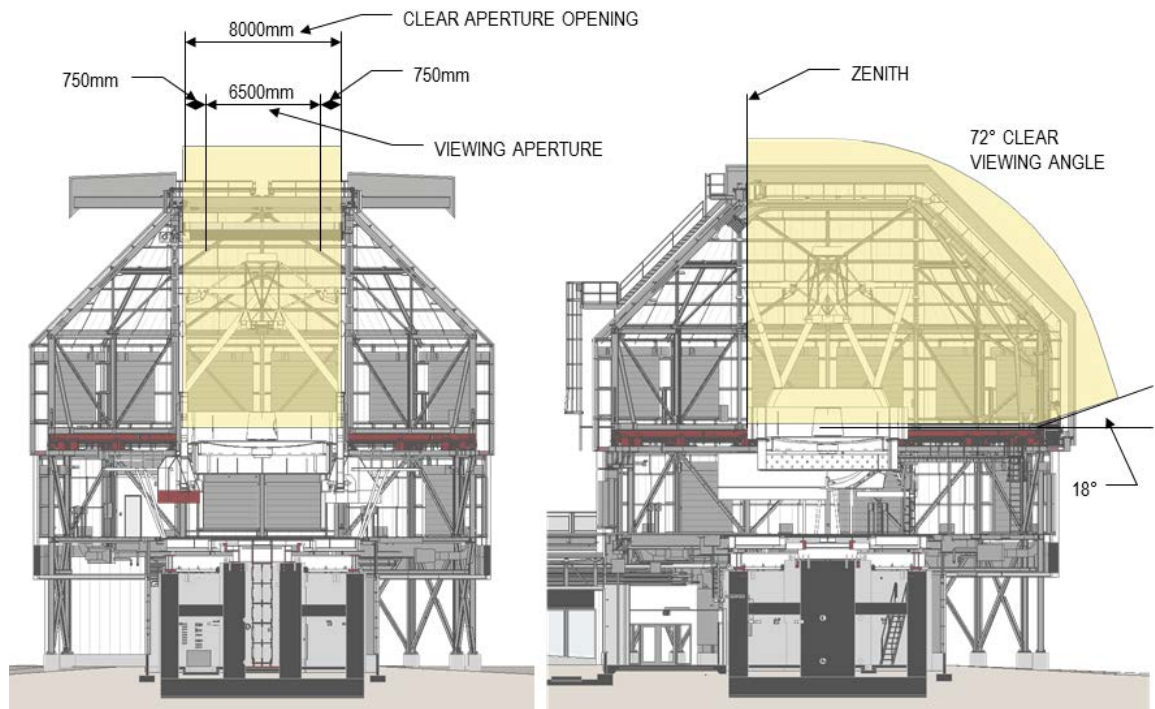 CLEAR APERTURE OPENING
8000mm
750mm
6500mm
750mm
VIEWING APERTURE
ZENITH
72° CLEAR
VIEWING ANGLE
18°